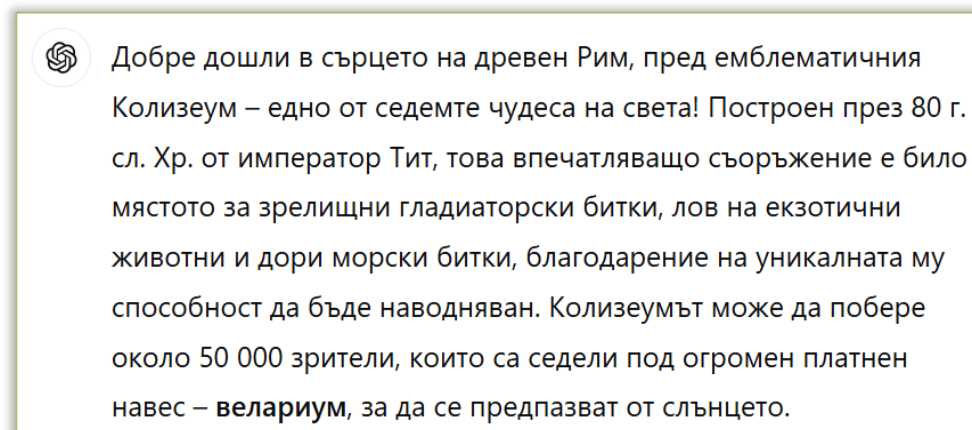 Добре дошли в сърцето на древен Рим, пред емблематичния
Колизеум – едно от седемте чудеса на света! Построен през 80 г.
сл. Хр. от император Тит, това впечатляващо съоръжение е било
мястото за зрелищни гладиаторски битки, лов на екзотични
животни и дори морски битки, благодарение на уникалната му
способност да бъде наводняван. Колизеумът може да побере
около 50 000 зрители, които са седели под огромен платнен
навес – велариум, за да се предпазват от слънцето.